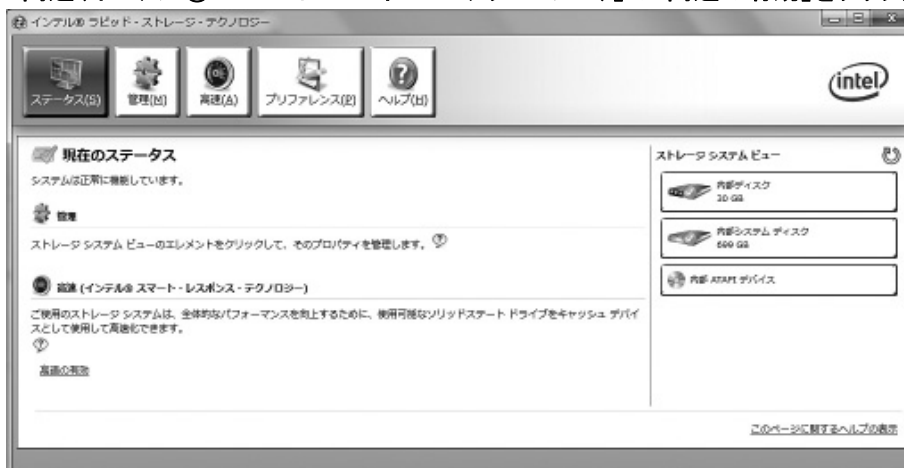 インテル® ラピッド・ストレージ・テクノロジー
ステータス(S)
管理(M)
高速(A)
プリファレンス(P)
ヘルプ(H)
intel
現在のステータス
システムは正常に機能しています。
管理
ストレージ システム ビューのエレメントをクリックして、そのプロパティを管理します。
高速 (インテル® スマート・レスポンス・テクノロジー)
ご使用のストレージ システムは、全体的なパフォーマンスを向上するために、使用可能なソリッドステート ドライブをキャッシュ デバイ
スとして使用して高速化できます。
高速の有効
ストレージ システム ビュー
内部ディスク
30 GB
内部システム ディスク
699 GB
内部 ATAPI デバイス
このページに関するヘルプの表示